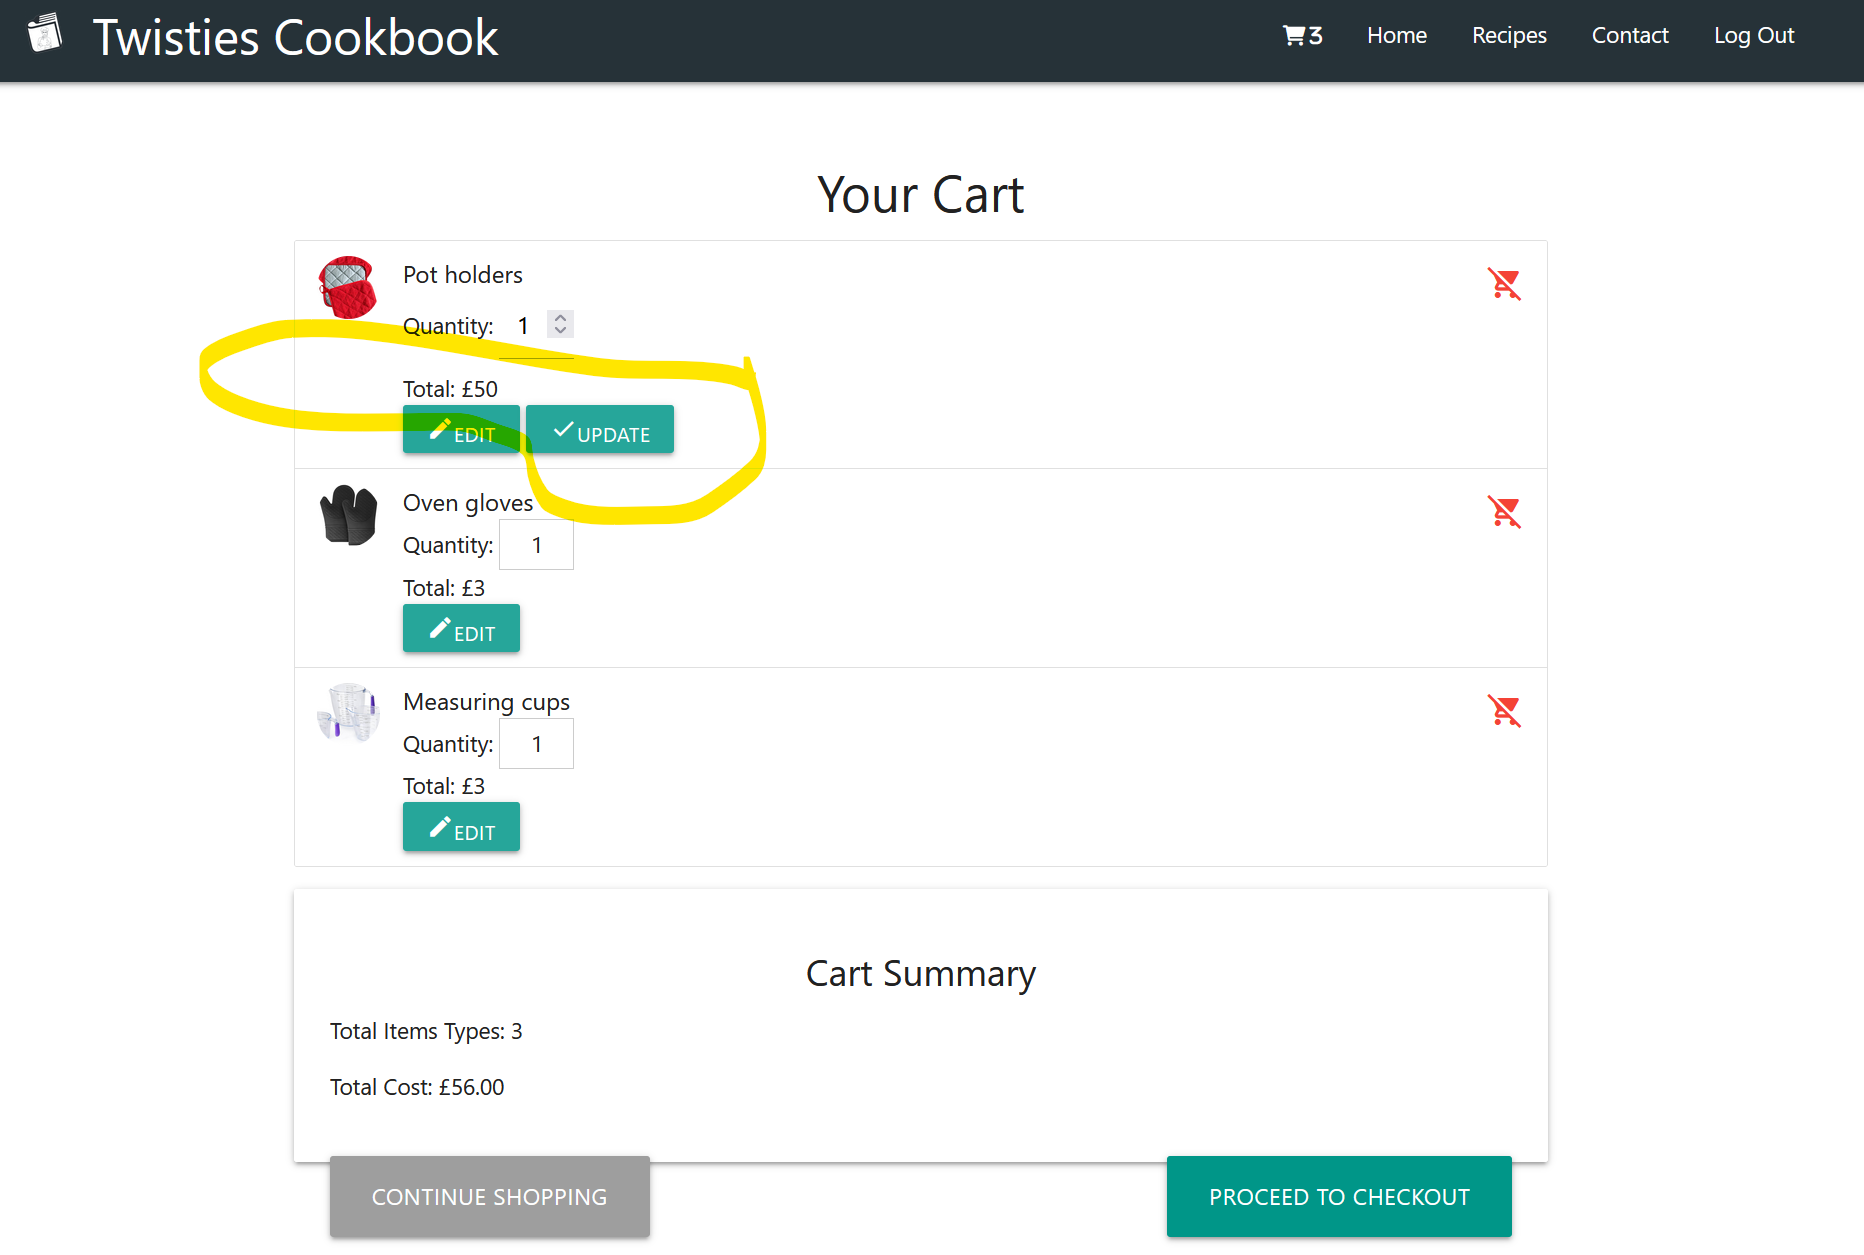 Twisties Cookbook
3 Home Recipes Contact Log Out
Your Cart
Pot holders
Quantity: 1
Total: £50
EDIT UPDATE
Oven gloves
Quantity: 1
Total: £3
EDIT
Measuring cups
Quantity: 1
Total: £3
EDIT
Cart Summary
Total Items Types: 3
Total Cost: £56.00
CONTINUE SHOPPING PROCEED TO CHECKOUT